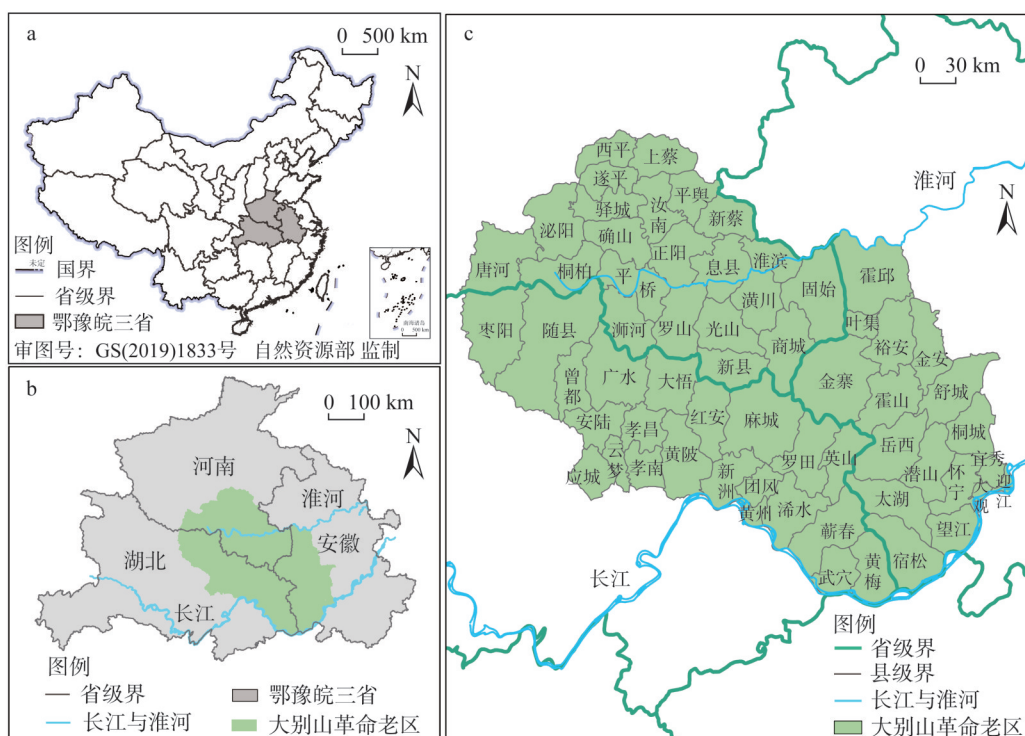 a
0 500 km
N
图例
未定
国界
省级界
鄂豫皖三省
南海诸岛
0 500 km
审图号：GS(2019)1833号 自然资源部 监制
b
0 100 km
N
河南
淮河
安徽
湖北
长江
图例
省级界
鄂豫皖三省
长江与淮河
大别山革命老区
c
0 30 km
N
淮河
西平
上蔡
遂平
平舆
驿城
汝南
新蔡
泌阳
确山
正阳
唐河
桐柏
平桥
息县
淮滨
霍邱
潢川
固始
枣阳
随县
浉河
罗山
光山
叶集
商城
裕安
金安
新县
金寨
曾都
广水
大悟
霍山
舒城
红安
麻城
安陆
孝昌
岳西
桐城
云梦
孝南
黄陂
罗田
英山
应城
新洲
潜山
怀宁
宜秀
大观
迎江
团风
黄州
浠水
太湖
望江
蕲春
黄梅
宿松
武穴
长江
图例
省级界
县级界
长江与淮河
大别山革命老区